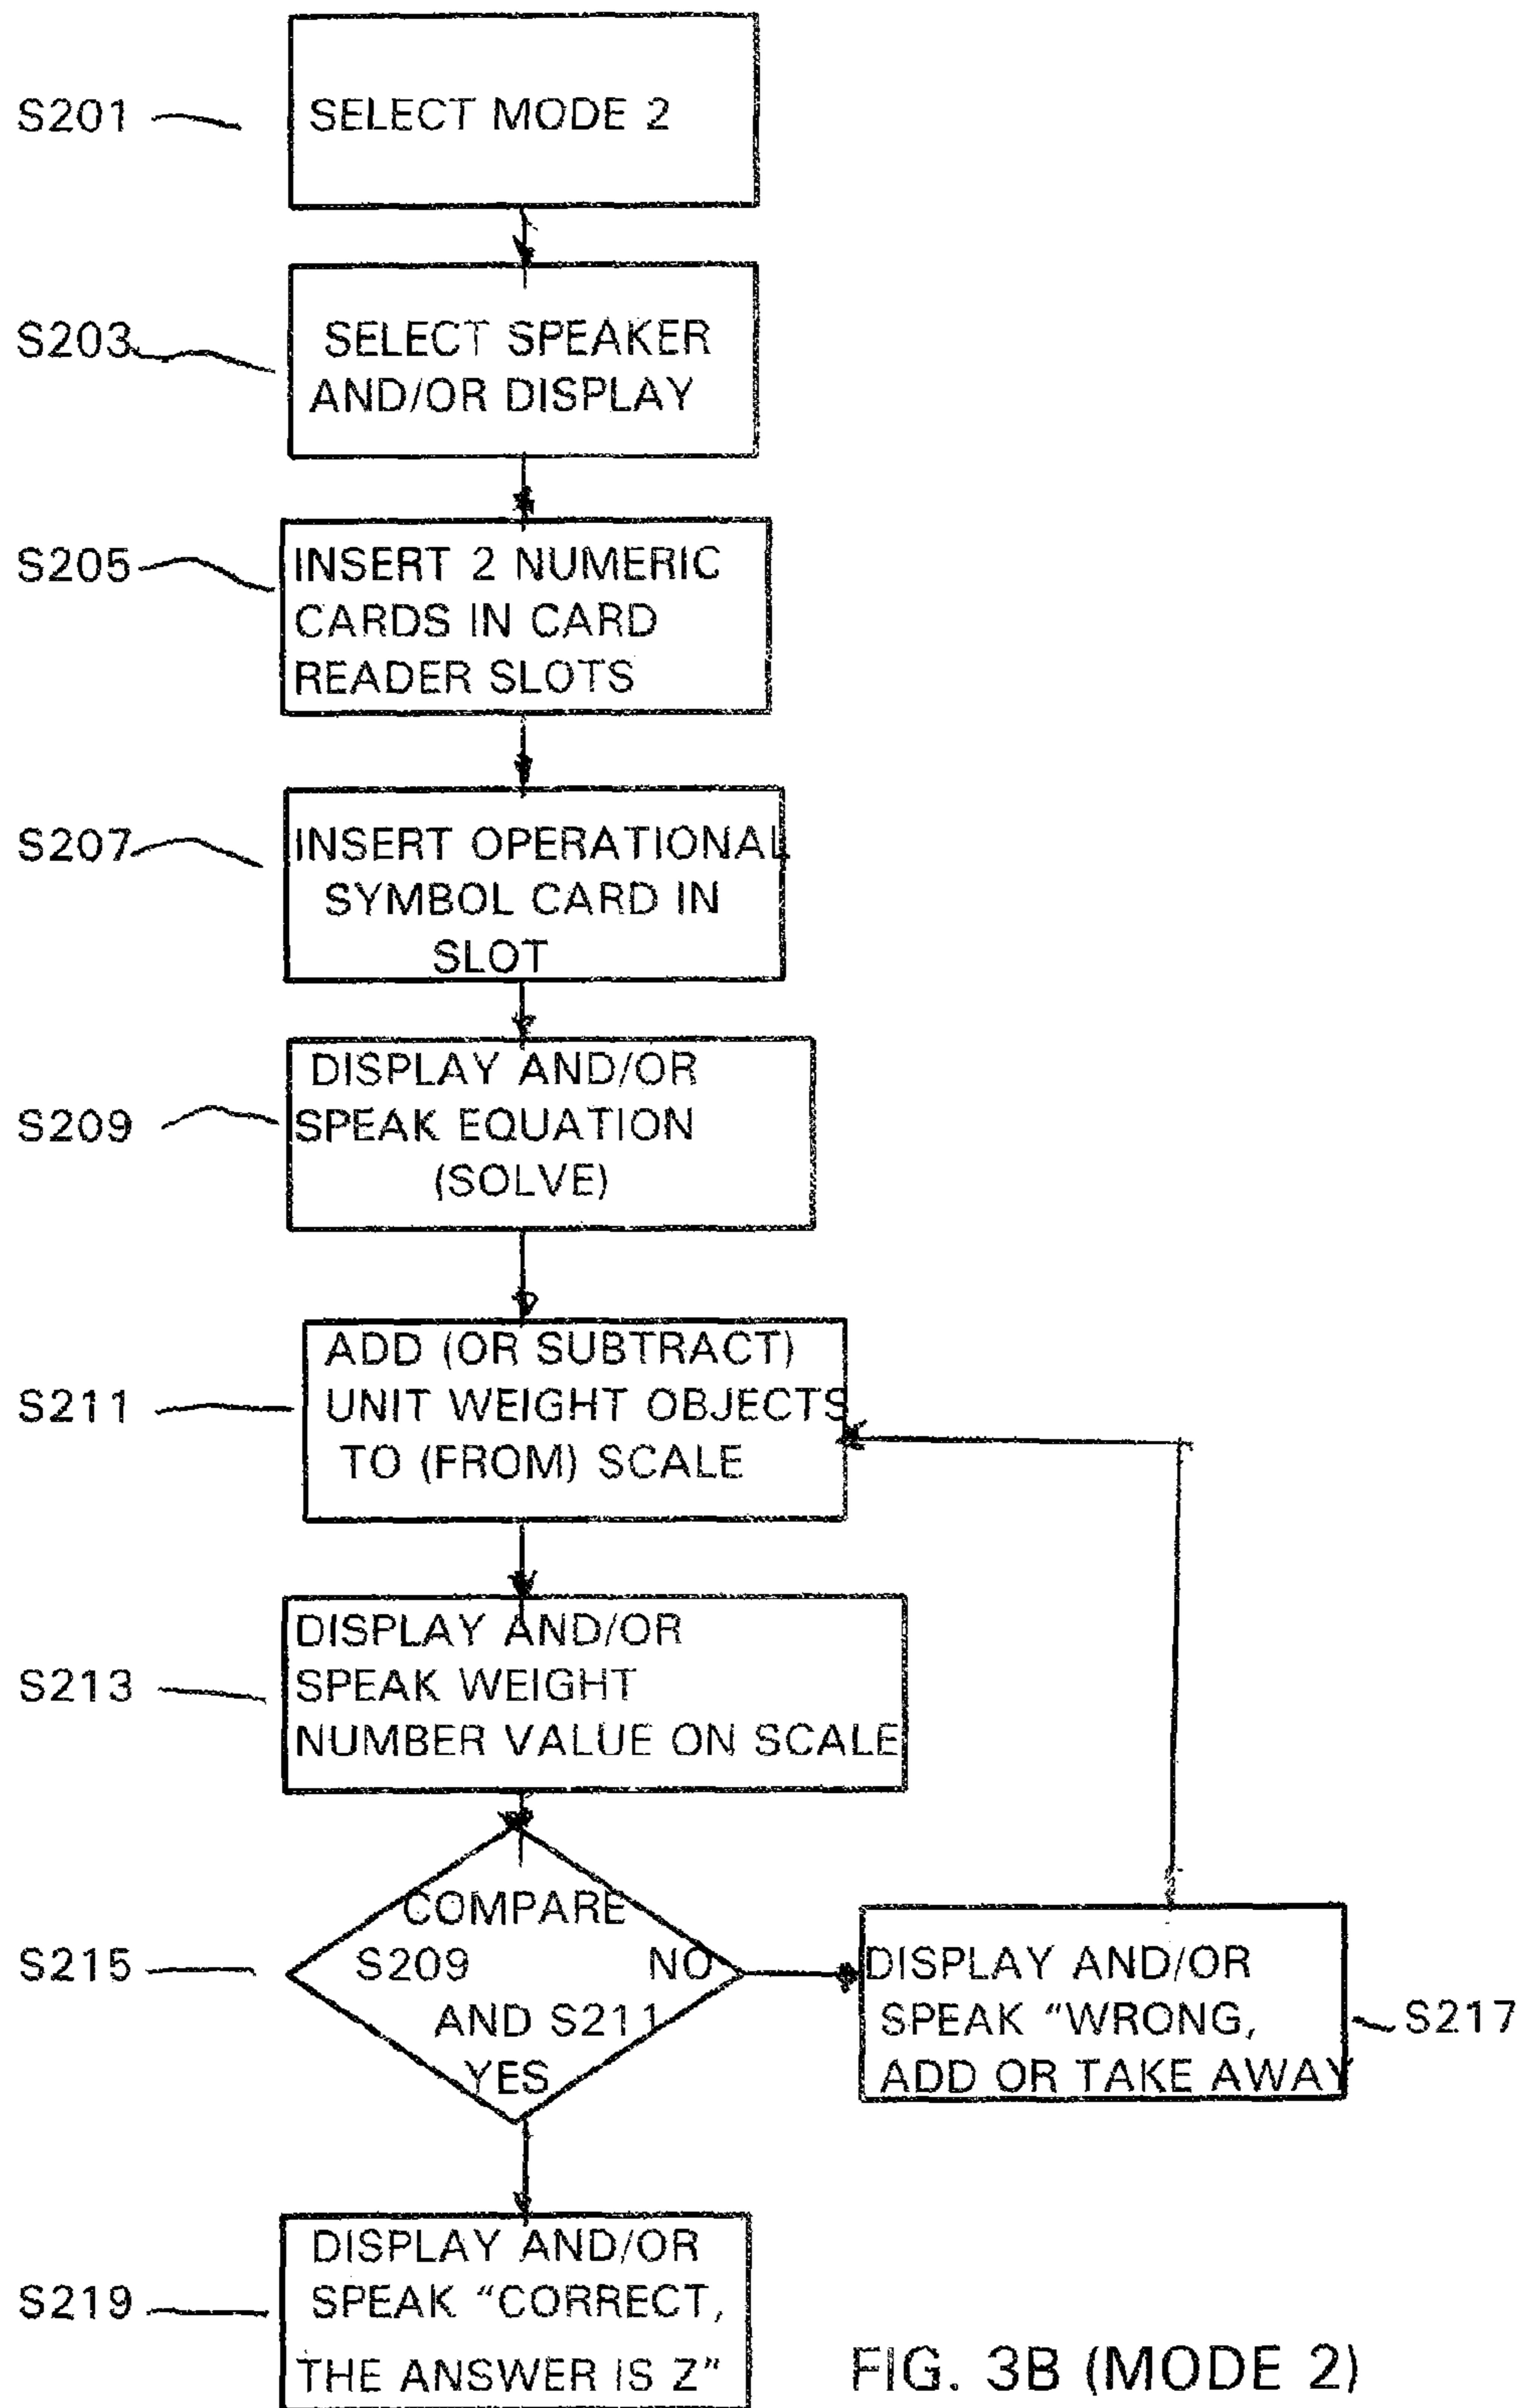 S201
SELECT MODE 2
S203
SELECT SPEAKER
AND/OR DISPLAY
S205
INSERT 2 NUMERIC
CARDS IN CARD
READER SLOTS
S207
INSERT OPERATIONAL
SYMBOL CARD IN
SLOT
S209
DISPLAY AND/OR
SPEAK EQUATION
(SOLVE)
S211
ADD (OR SUBTRACT)
UNIT WEIGHT OBJECTS
TO (FROM) SCALE
S213
DISPLAY AND/OR
SPEAK WEIGHT
NUMBER VALUE ON SCALE
S215
COMPARE
S209 NO
AND S211
YES
DISPLAY AND/OR
SPEAK “WRONG,
ADD OR TAKE AWAY
S217
S219
DISPLAY AND/OR
SPEAK “CORRECT,
THE ANSWER IS Z”
FIG. 3B (MODE 2)